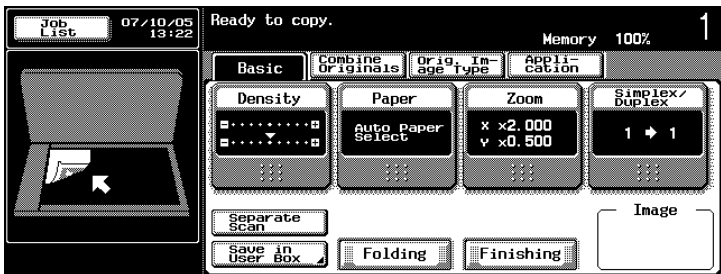 Job
List
07/10/05
13:22
Ready to copy.
Memory 100%
1
Basic
Combine
Originals
Orig. Im-
age Type
Appli-
cation
Density
Paper
Zoom
Simplex/
Duplex
Auto Paper
Select
X ×2.000
Y ×0.500
1 → 1
Separate
Scan
Save in
User Box
Folding
Finishing
Image